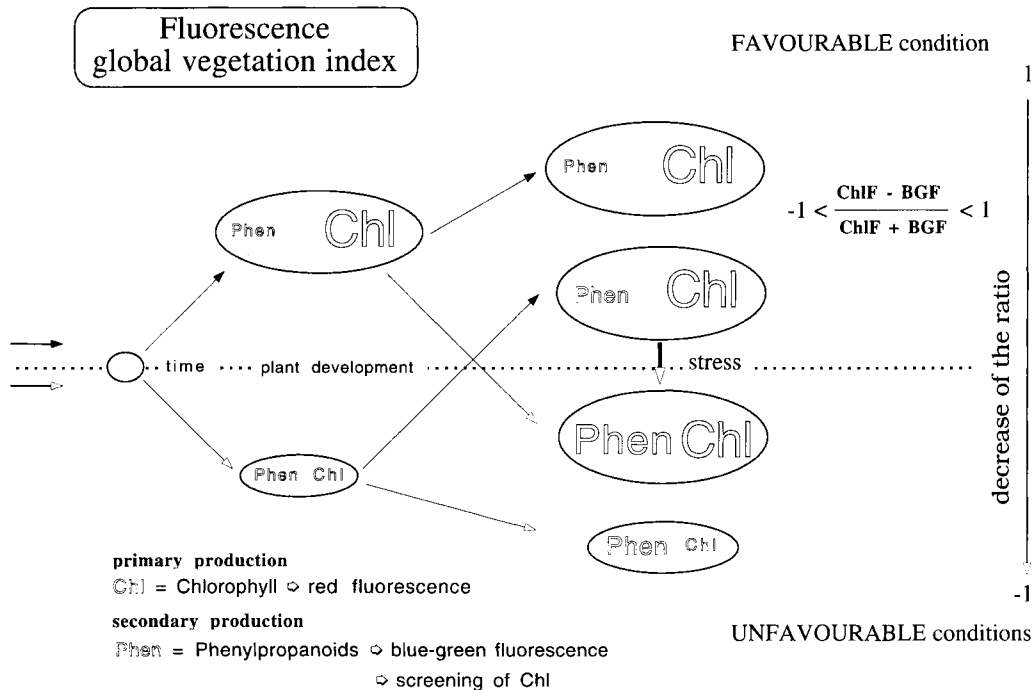 Fluorescence
global vegetation index
FAVOURABLE condition
1
Phen Chl
Phen Chl
-1 < ChlF - BGF / ChlF + BGF < 1
Phen Chl
time plant development stress
Phen Chl
Phen Chl
Phen Chl
decrease of the ratio
-1
UNFAVOURABLE conditions
primary production
Chl = Chlorophyll ⇨ red fluorescence
secondary production
Phen = Phenylpropanoids ⇨ blue-green fluorescence
⇨ screening of Chl